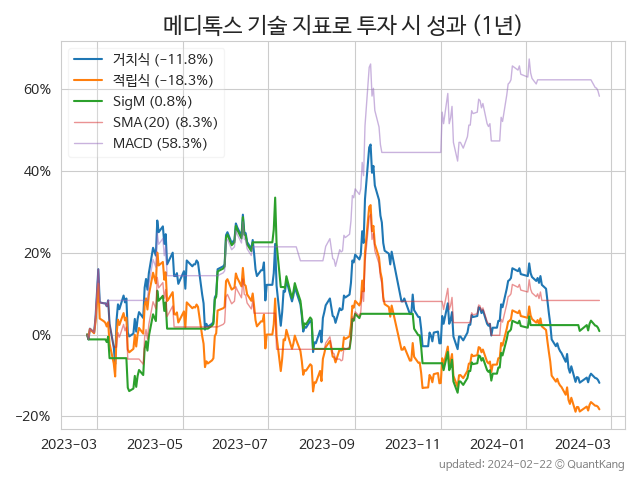 메디톡스 기술 지표로 투자 시 성과 (1년)
거치식 (−11.8%)
적립식 (−18.3%)
SigM (0.8%)
SMA(20) (8.3%)
MACD (58.3%)
60%
40%
20%
0%
−20%
2023-03 2023-05 2023-07 2023-09 2023-11 2024-01 2024-03
updated: 2024-02-22 © QuantKang